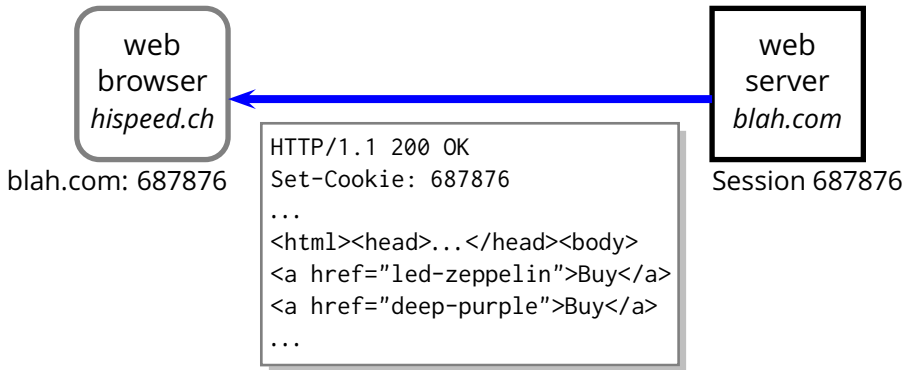 web
browser
hispeed.ch
web
server
blah.com
blah.com: 687876
Session 687876
HTTP/1.1 200 OK
Set-Cookie: 687876
...
<html><head>...</head><body>
<a href="led-zeppelin">Buy</a>
<a href="deep-purple">Buy</a>
...